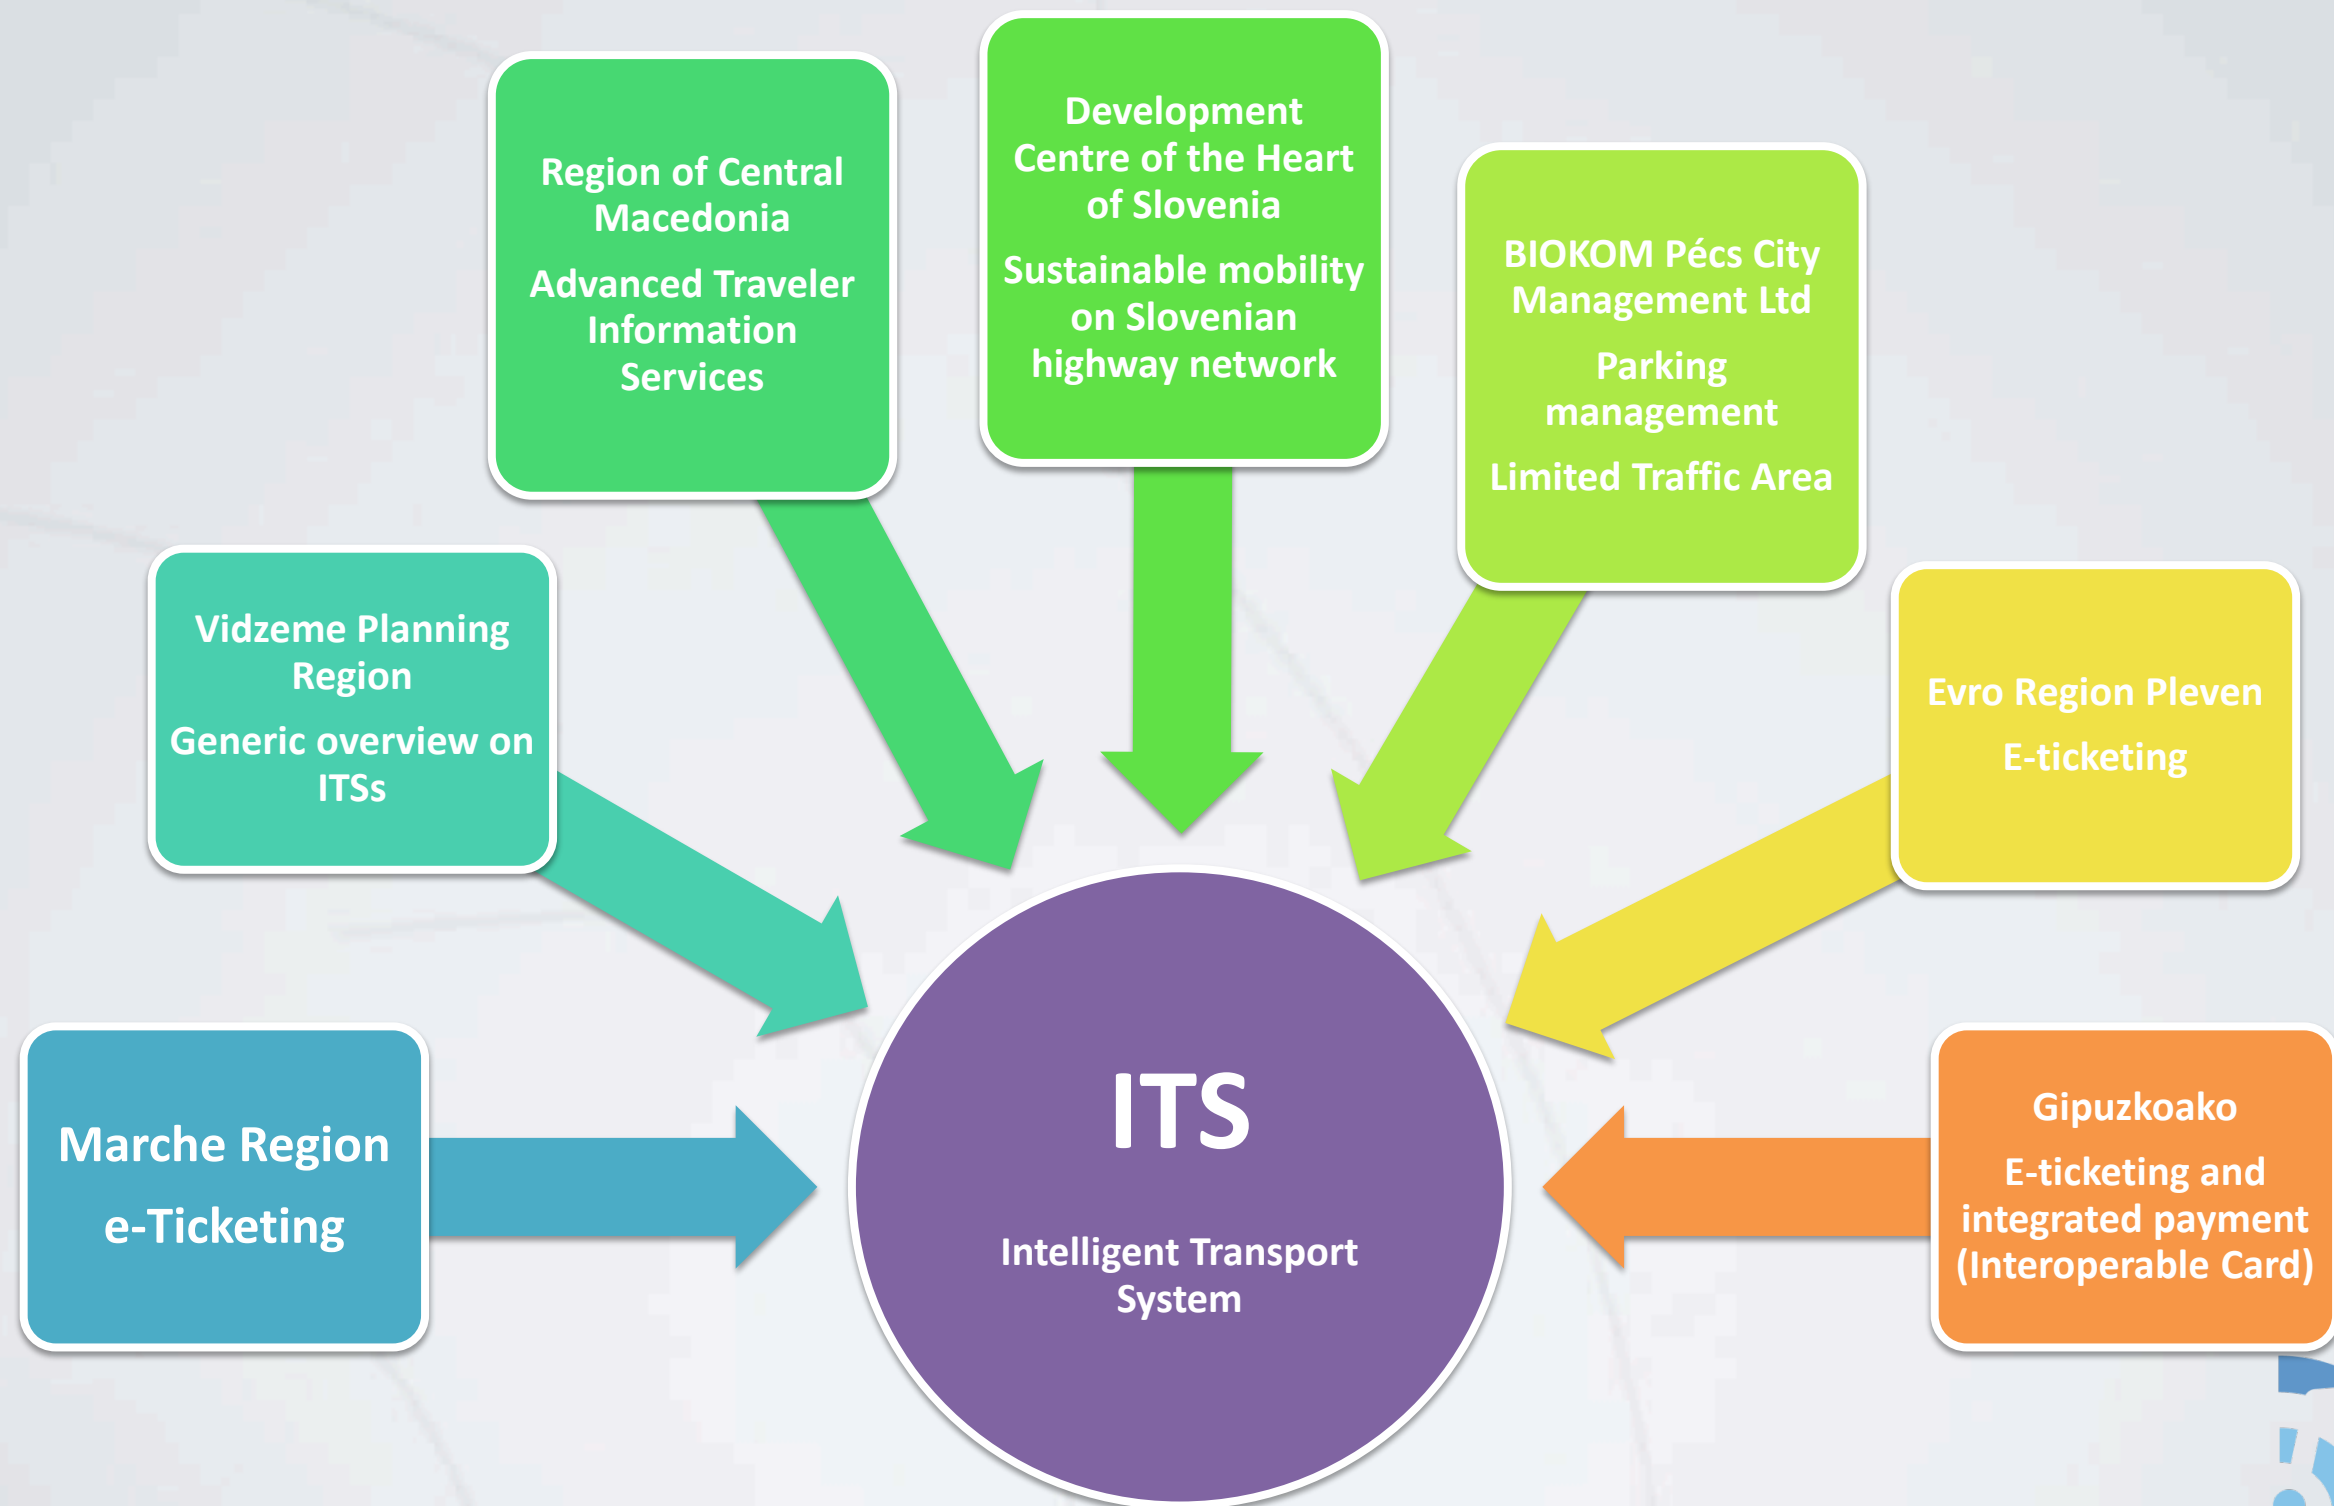 Development
Centre of the Heart
of Slovenia
Sustainable mobility
on Slovenian
highway network
Region of Central
Macedonia
Advanced Traveler
Information
Services
BIOKOM Pécs City
Management Ltd
Parking
management
Limited Traffic Area
Vidzeme Planning
Region
Generic overview on
ITSs
Evro Region Pleven
E-ticketing
Marche Region
e-Ticketing
ITS
Intelligent Transport
System
Gipuzkoako
E-ticketing and
integrated payment
(Interoperable Card)